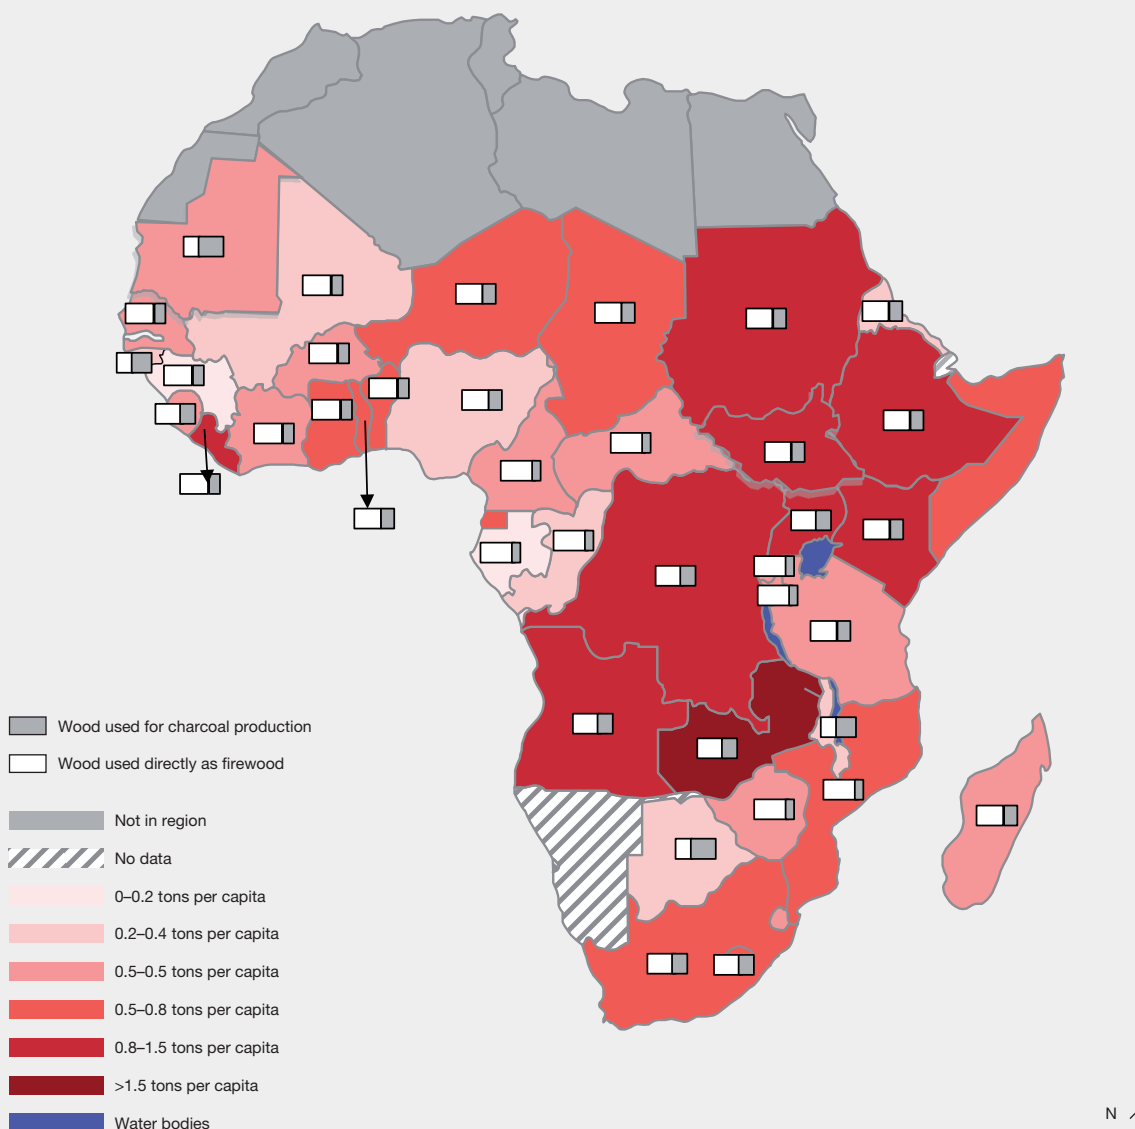 Wood used for charcoal production
Wood used directly as firewood
Not in region
No data
0–0.2 tons per capita
0.2–0.4 tons per capita
0.5–0.5 tons per capita
0.5–0.8 tons per capita
0.8–1.5 tons per capita
>1.5 tons per capita
Water bodies
N